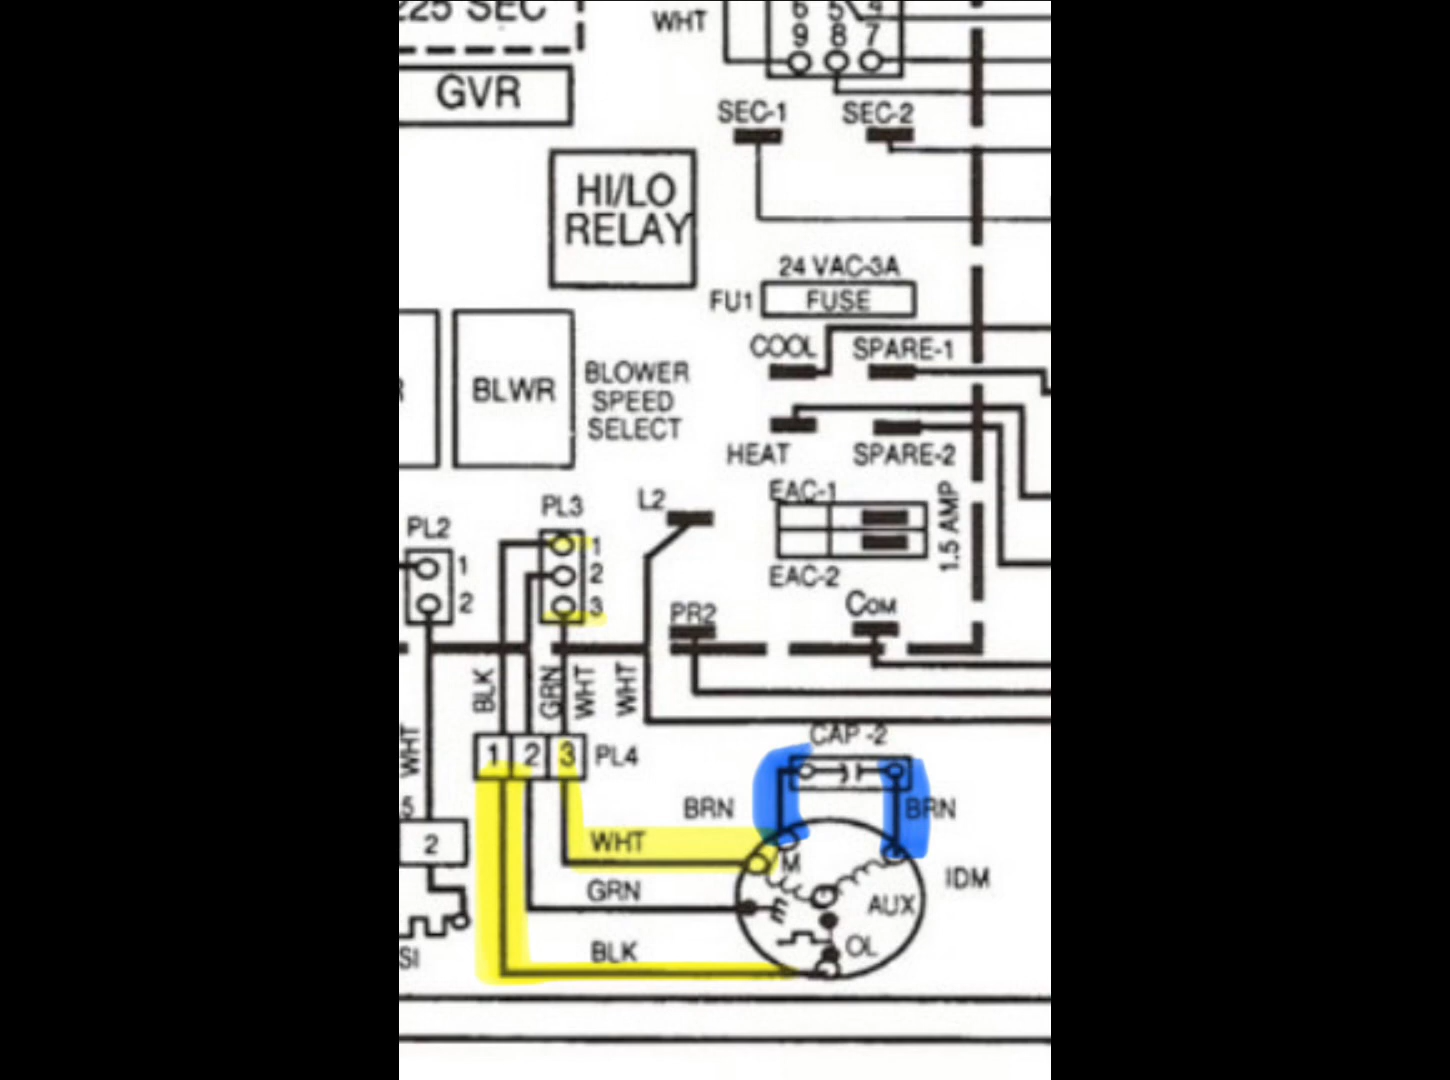 225 SEC
WHT
6 5 4
9 8 7
GVR
SEC-1 SEC-2
HI/LO
RELAY
24 VAC-3A
FU1 FUSE
COOL SPARE-1
BLWR
BLOWER
SPEED
SELECT
HEAT SPARE-2
EAC-1
1.5 AMP
EAC-2
L2
PL3
1
2
3
PL2
1
2
PR2
COM
BLK
GRN
WHT
WHT
WHT
1 2 3 PL4
CAP -2
BRN BRN
5
2
WHT
M
IDM
GRN
AUX
OL
BLK
SI